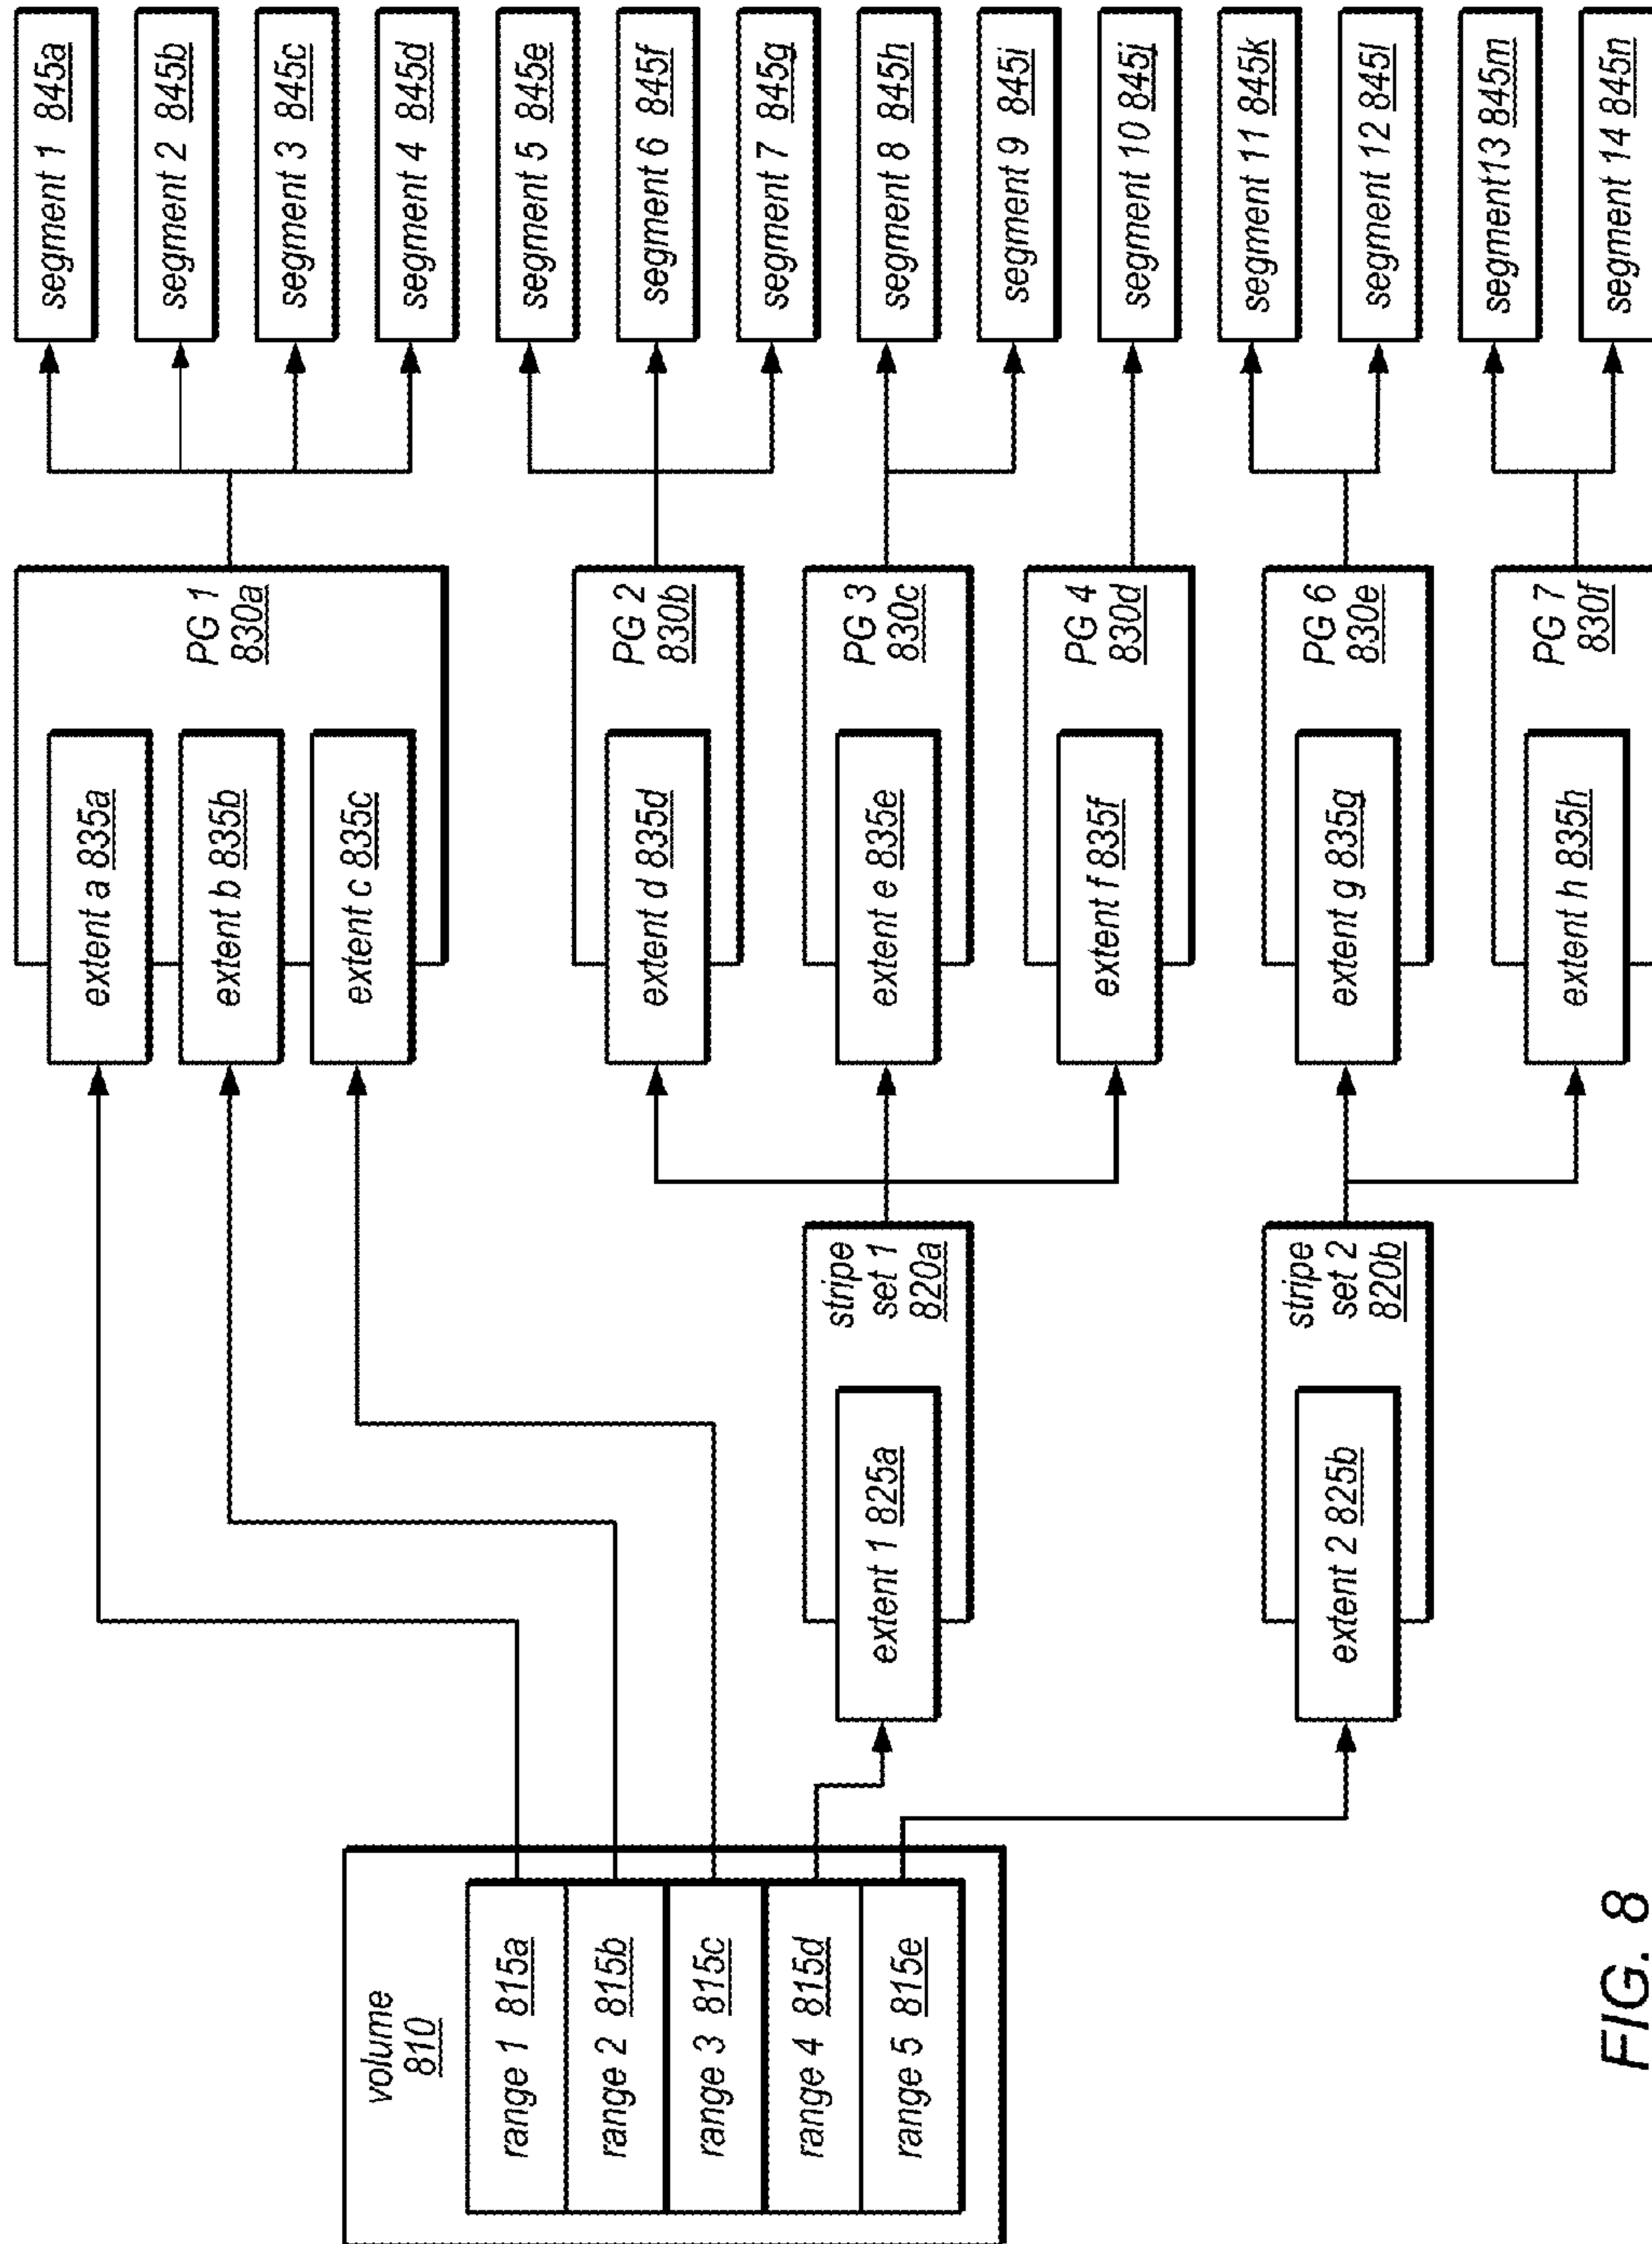 volume
810
range 1 815a
range 2 815b
range 3 815c
range 4 815d
range 5 815e
extent 1 825a
stripe
set 1
820a
extent 2 825b
stripe
set 2
820b
extent a 835a
extent b 835b
extent c 835c
PG 1
830a
extent d 835d
PG 2
830b
extent e 835e
PG 3
830c
extent f 835f
PG 4
830d
extent g 835g
PG 6
830e
extent h 835h
PG 7
830f
segment 1 845a
segment 2 845b
segment 3 845c
segment 4 845d
segment 5 845e
segment 6 845f
segment 7 845g
segment 8 845h
segment 9 845i
segment 10 845j
segment 11 845k
segment 12 845l
segment13 845m
segment 14 845n
FIG. 8